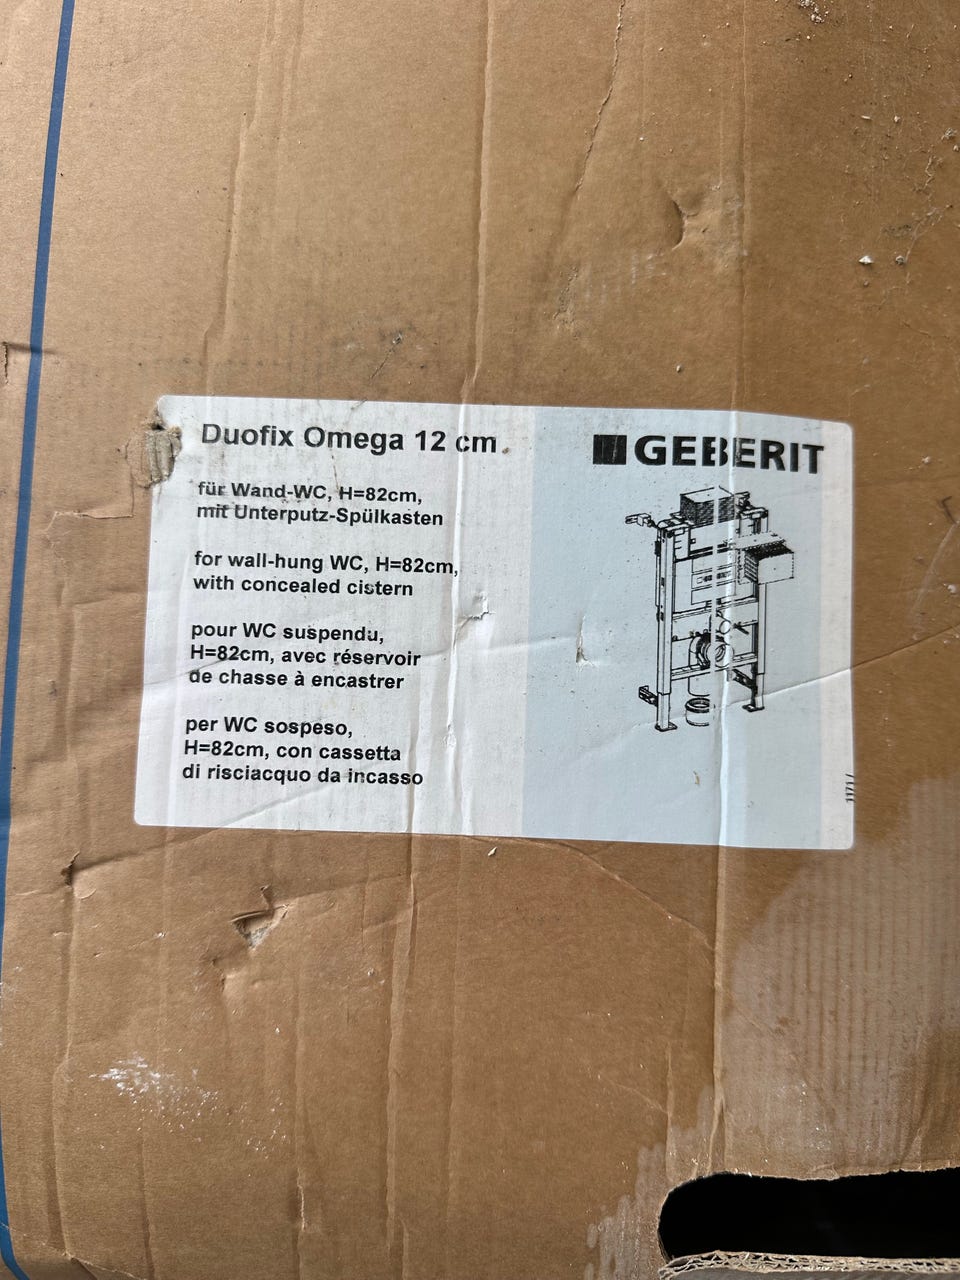 Duofix Omega 12 cm
GEBERIT
für Wand-WC, H=82cm,
mit Unterputz-Spülkasten
for wall-hung WC, H=82cm,
with concealed cistern
pour WC suspendu,
H=82cm, avec réservoir
de chasse à encastrer
per WC sospeso,
H=82cm, con cassetta
di risciacquo da incasso